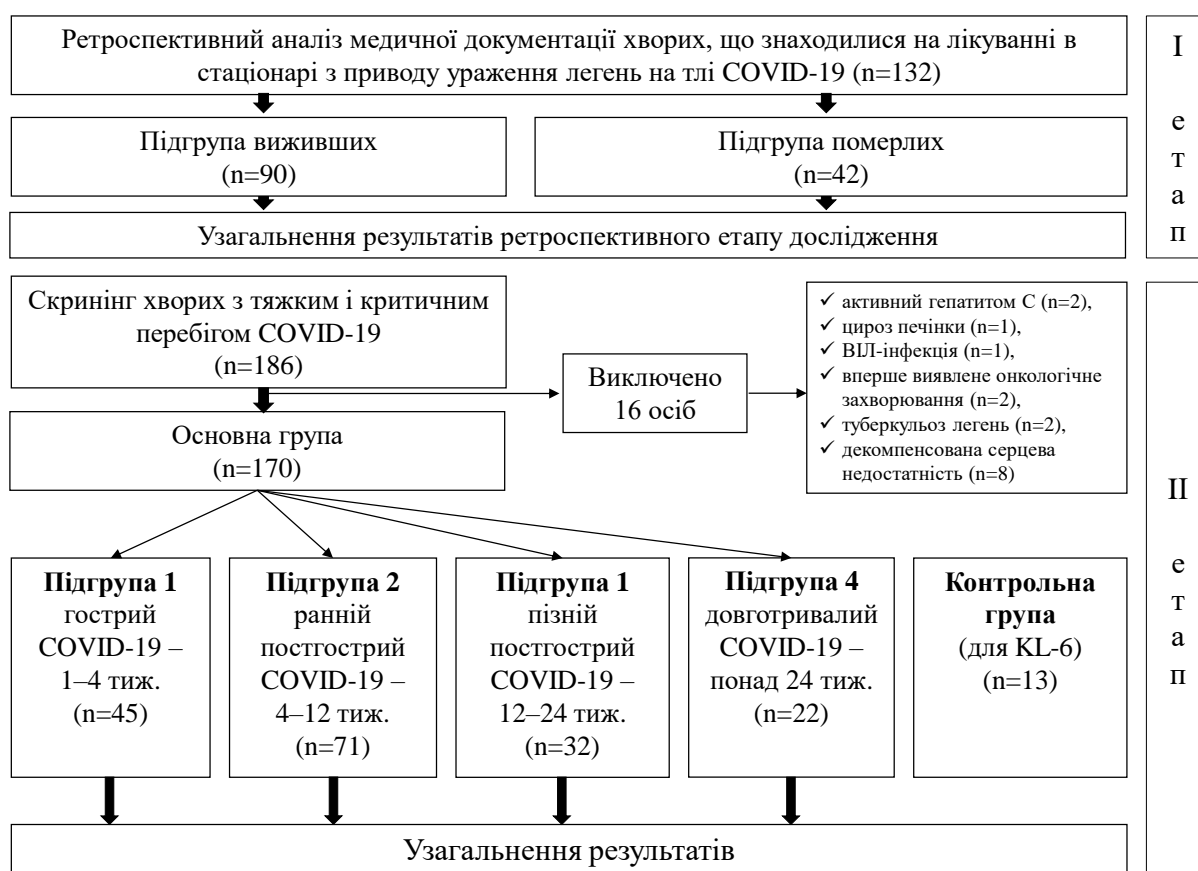 Ретроспективний аналіз медичної документації хворих, що знаходилися на лікуванні в
стаціонарі з приводу ураження легень на тлі COVID-19 (n=132)
Підгрупа виживших
(n=90)
Підгрупа померлих
(n=42)
Узагальнення результатів ретроспективного етапу дослідження
І
е
т
а
п
Скринінг хворих з тяжким і критичним
перебігом COVID-19
(n=186)
Виключено
16 осіб
✓ активний гепатитом С (n=2),
✓ цироз печінки (n=1),
✓ ВІЛ-інфекція (n=1),
✓ вперше виявлене онкологічне
захворювання (n=2),
✓ туберкульоз легень (n=2),
✓ декомпенсована серцева
недостатність (n=8)
Основна група
(n=170)
Підгрупа 1
гострий
COVID-19 –
1–4 тиж.
(n=45)
Підгрупа 2
ранній
постгострий
COVID-19 –
4–12 тиж.
(n=71)
Підгрупа 1
пізній
постгострий
COVID-19 –
12–24 тиж.
(n=32)
Підгрупа 4
довготривалий
COVID-19 –
понад 24 тиж.
(n=22)
Контрольна
група
(для KL-6)
(n=13)
Узагальнення результатів
ІІ
е
т
а
п